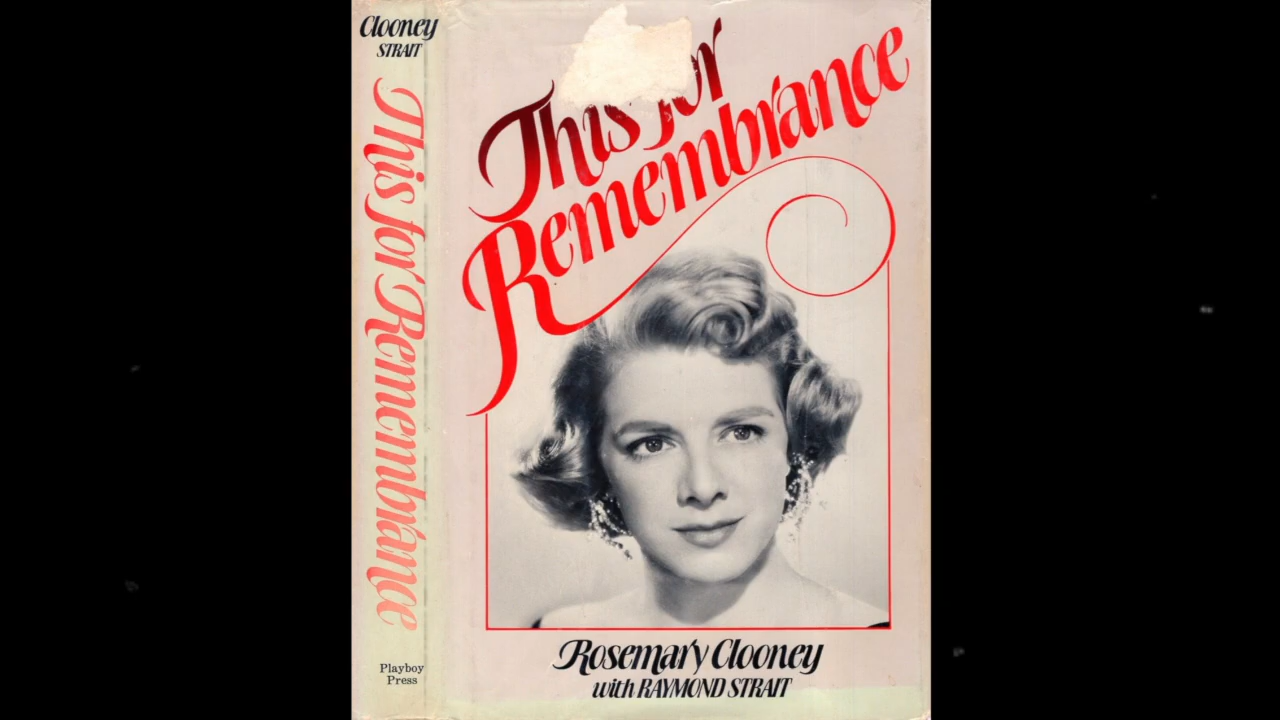 Clooney
STRAIT
This for Remembrance
Playboy
Press
This for
Remembrance
Rosemary Clooney
with RAYMOND STRAIT